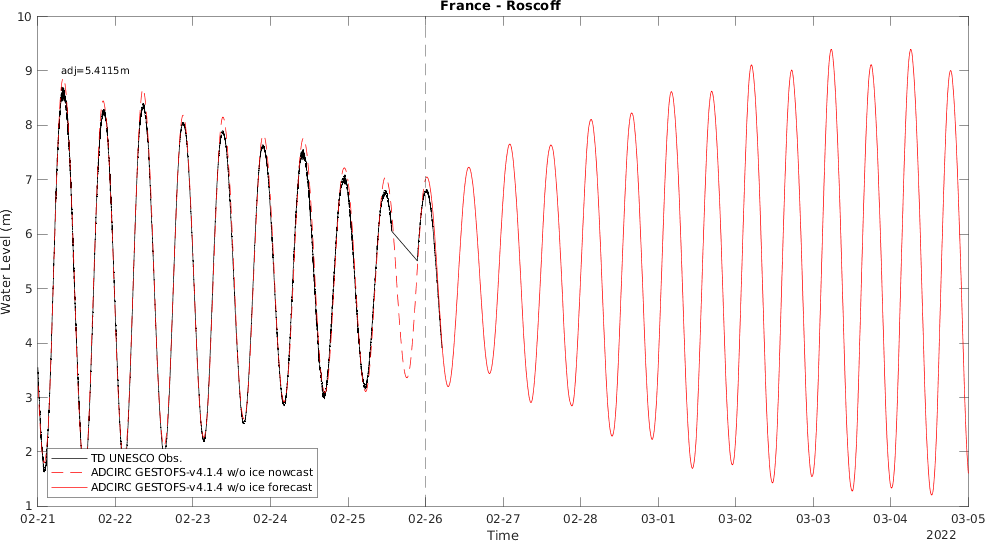 France - Roscoff
10
9
8
7
6
5
4
3
2
1
Water Level (m)
adj=5.4115m
TD UNESCO Obs.
ADCIRC GESTOFS-v4.1.4 w/o ice nowcast
ADCIRC GESTOFS-v4.1.4 w/o ice forecast
02-21 02-22 02-23 02-24 02-25 02-26 02-27 02-28 03-01 03-02 03-03 03-04 03-05
Time
2022